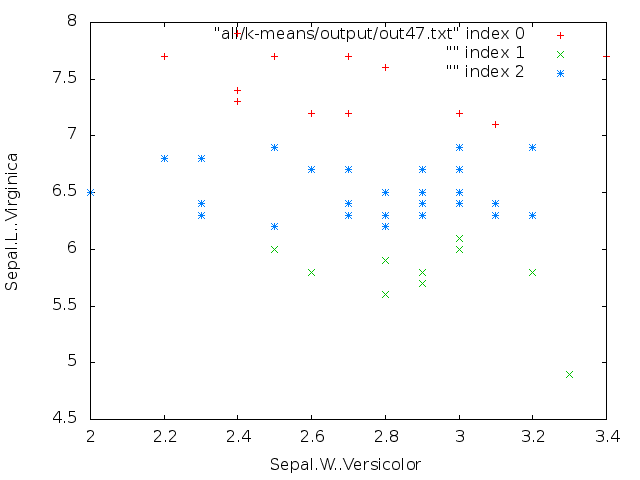 8
7.5
7
6.5
6
5.5
5
4.5
"all/k-means/output/out47.txt" index 0
"" index 1
"" index 2
Sepal.L..Virginica
2 2.2 2.4 2.6 2.8 3 3.2 3.4
Sepal.W..Versicolor